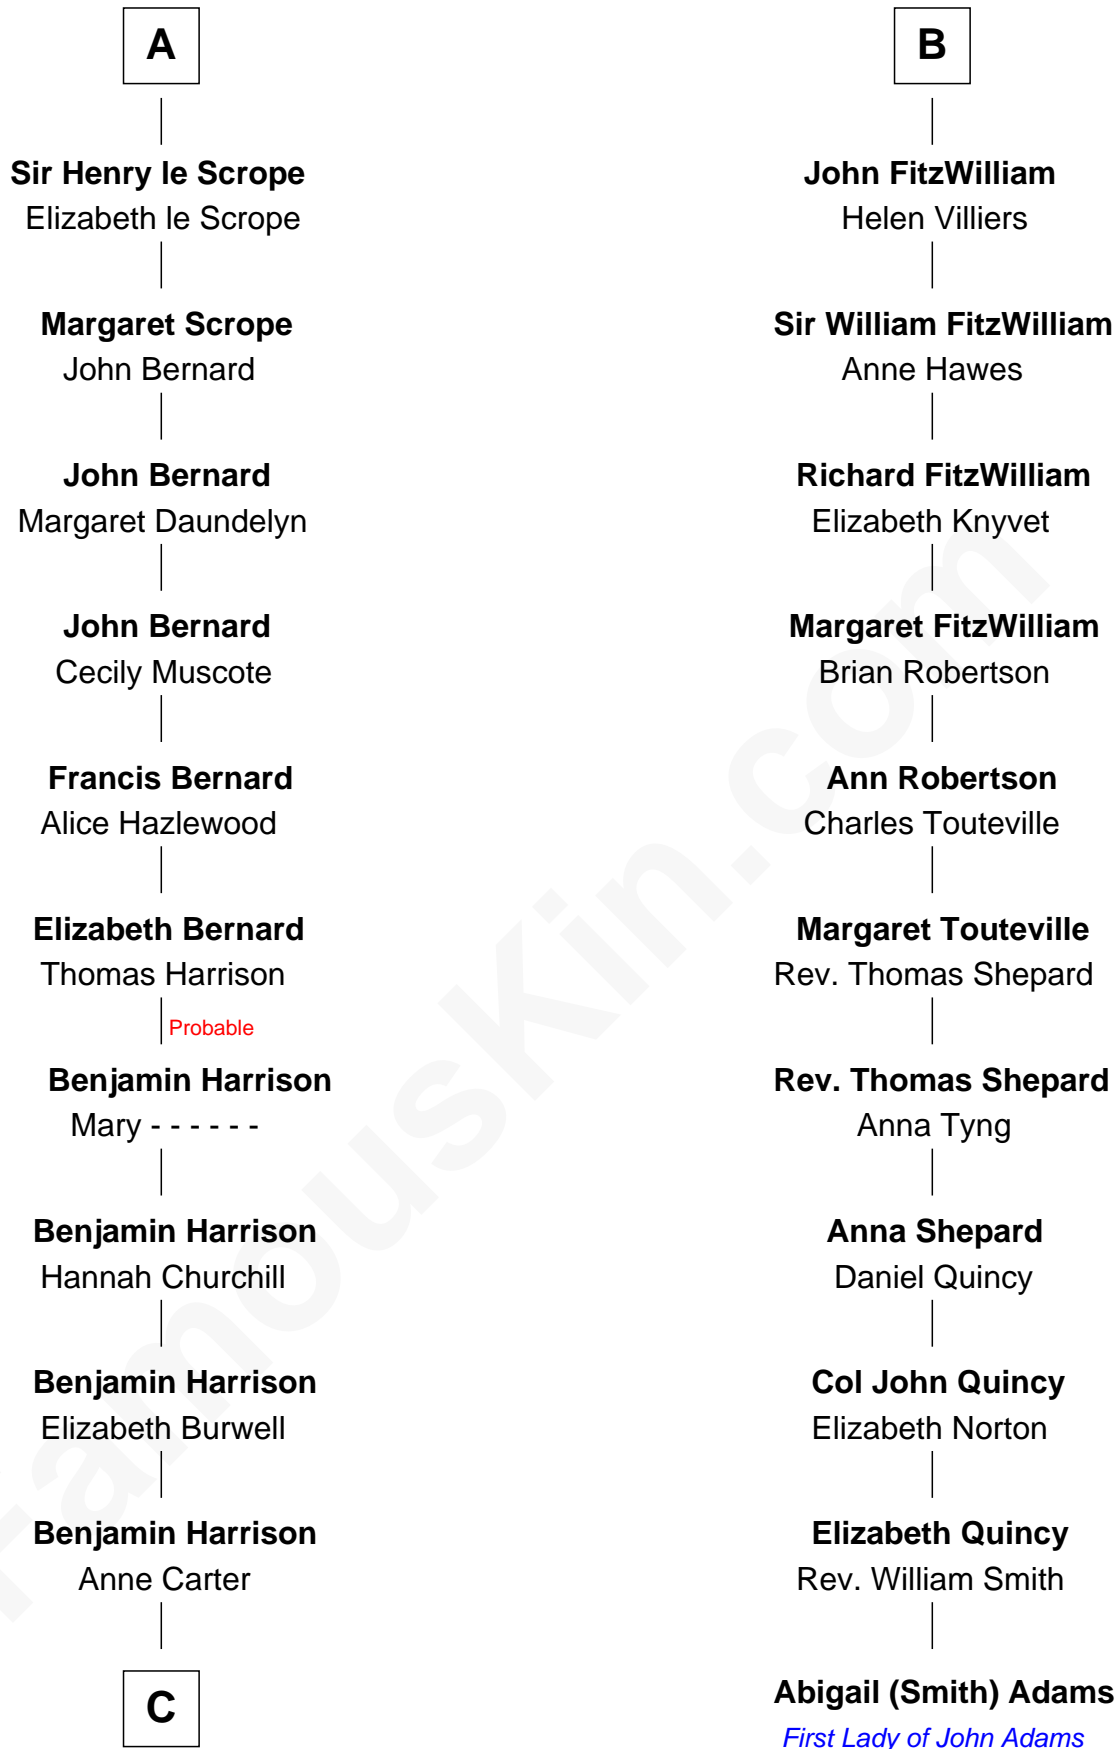 A
Sir Henry le Scrope
Elizabeth le Scrope
Margaret Scrope
John Bernard
John Bernard
Margaret Daundelyn
John Bernard
Cecily Muscote
Francis Bernard
Alice Hazlewood
Elizabeth Bernard
Thomas Harrison
Probable
Benjamin Harrison
Mary - - - - - -
Benjamin Harrison
Hannah Churchill
Benjamin Harrison
Elizabeth Burwell
Benjamin Harrison
Anne Carter
C
B
John FitzWilliam
Helen Villiers
Sir William FitzWilliam
Anne Hawes
Richard FitzWilliam
Elizabeth Knyvet
Margaret FitzWilliam
Brian Robertson
Ann Robertson
Charles Touteville
Margaret Touteville
Rev. Thomas Shepard
Rev. Thomas Shepard
Anna Tyng
Anna Shepard
Daniel Quincy
Col John Quincy
Elizabeth Norton
Elizabeth Quincy
Rev. William Smith
Abigail (Smith) Adams
First Lady of John Adams
FamousKin.com